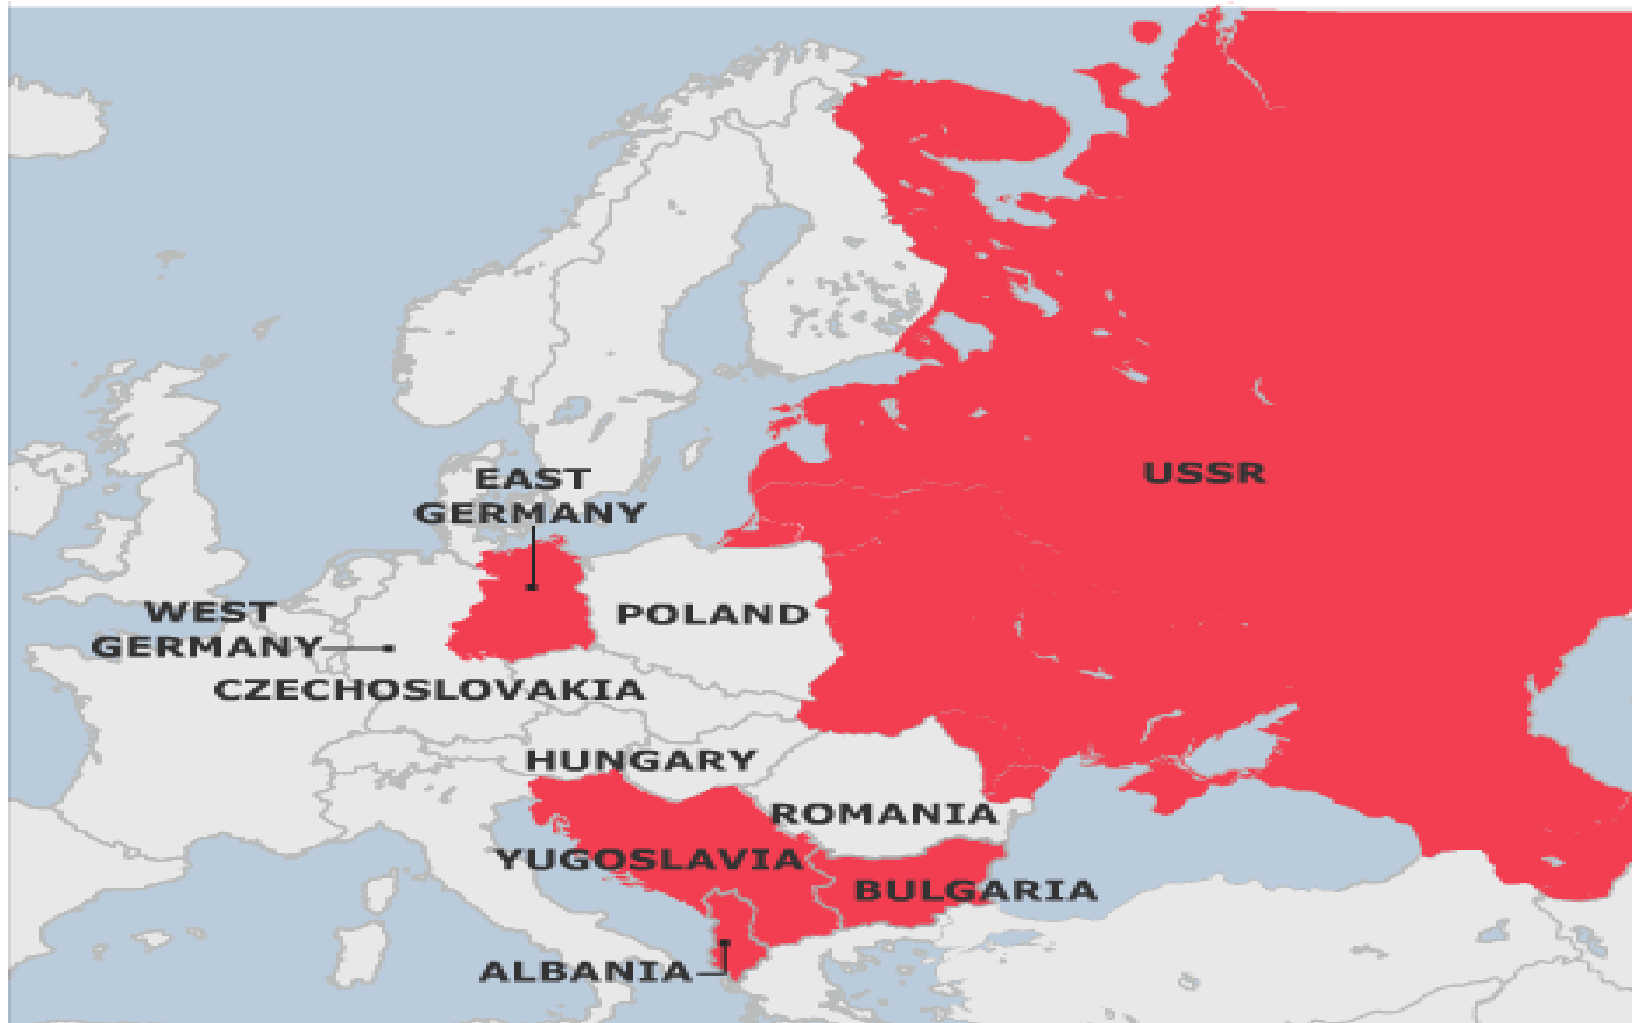 EAST
GERMANY
USSR
WEST
GERMANY
POLAND
CZECHOSLOVAKIA
HUNGARY
ROMANIA
YUGOSLAVIA
BULGARIA
ALBANIA